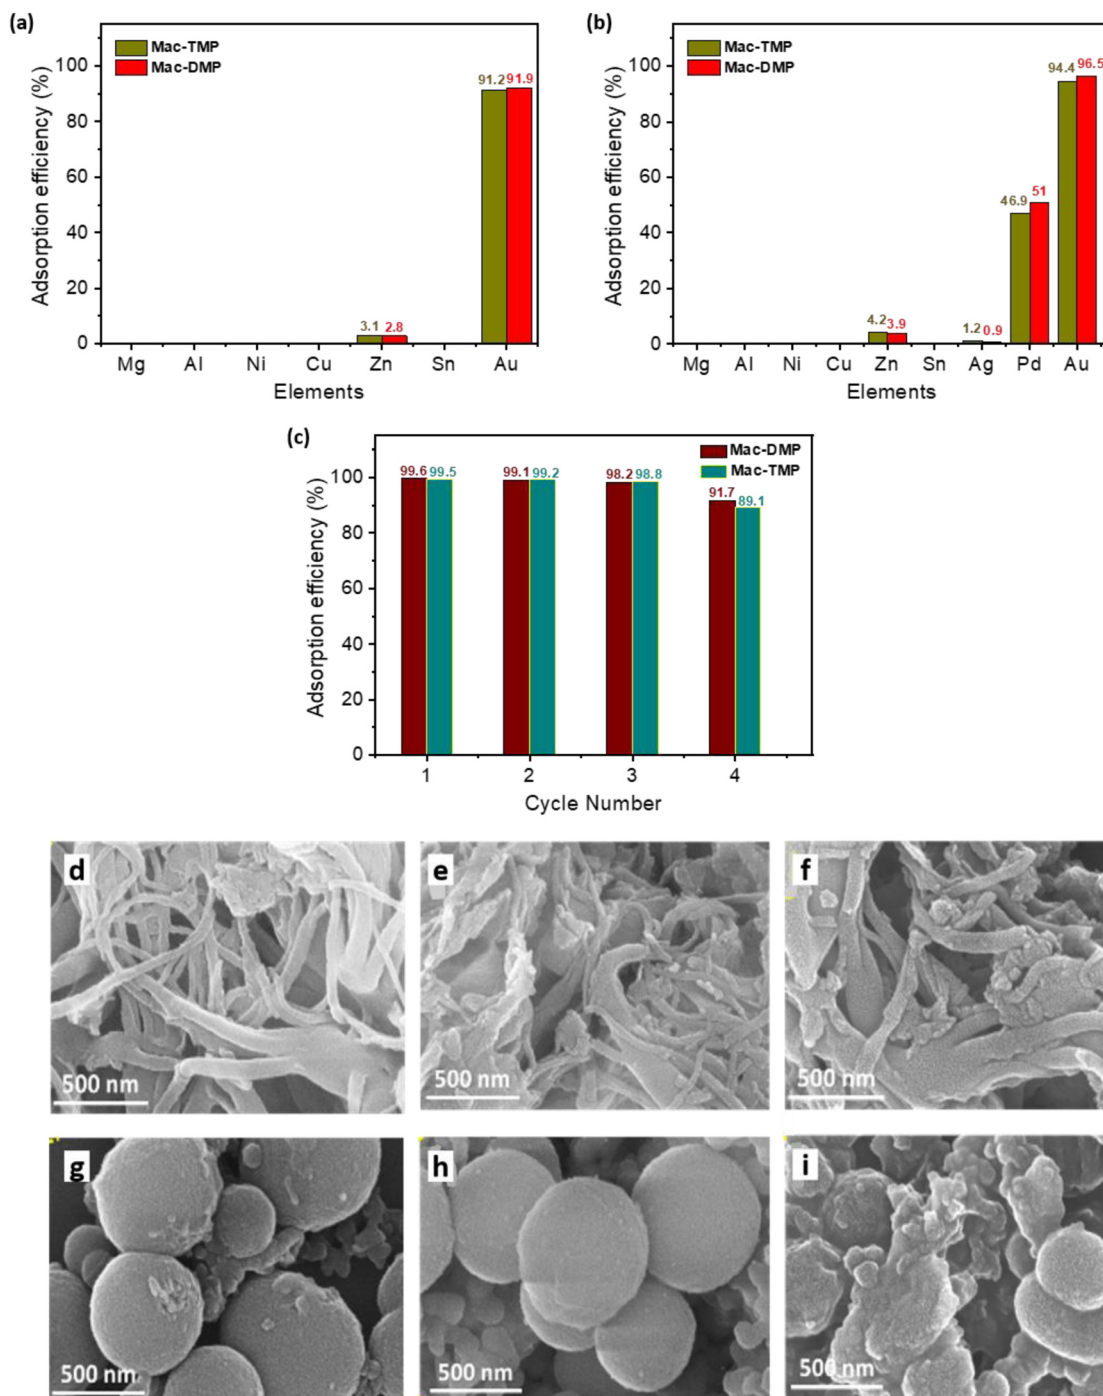 (a)
Mac-TMP
Mac-DMP
Adsorption efficiency (%)
100
80
60
40
20
0
91.2 91.9
3.1 2.8
Mg Al Ni Cu Zn Sn Au
Elements
(b)
Mac-TMP
Mac-DMP
Adsorption efficiency (%)
100
80
60
40
20
0
94.4 96.5
46.9 51
4.2 3.9
1.2 0.9
Mg Al Ni Cu Zn Sn Ag Pd Au
Elements
(c)
Mac-DMP
Mac-TMP
Adsorption efficiency (%)
100
80
60
40
20
0
99.6 99.5 99.1 99.2 98.2 98.8 91.7 89.1
1 2 3 4
Cycle Number
d
500 nm
e
500 nm
f
500 nm
g
500 nm
h
500 nm
i
500 nm